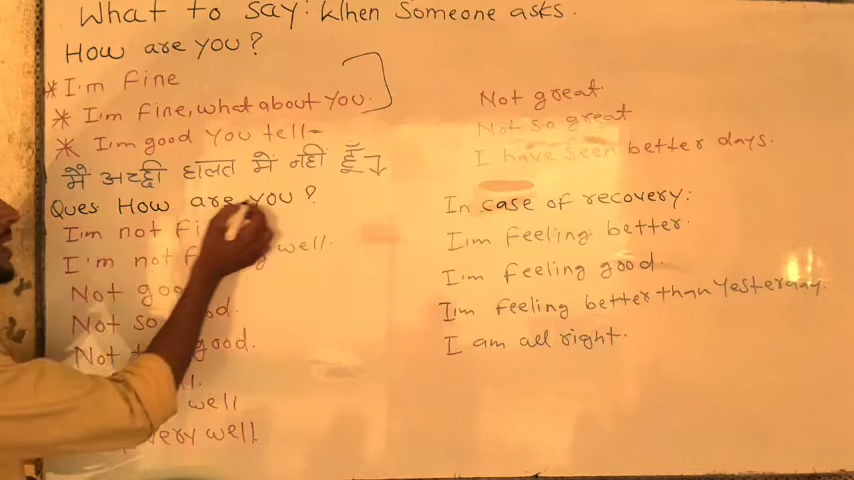 What to say: When someone asks.
How are you?
* I'm fine
* I'm fine, what about you.
* I'm good you tell-
मैं अच्छी हालत में नहीं हूँ ↓
Ques How are you?
I'm not
I'm not well.
Not
Not so
Not good.
well
very well
Not great.
Not so great
I have seen better days.
In case of recovery:
I'm feeling better.
I'm feeling good.
I'm feeling better than yesterday.
I am all right.